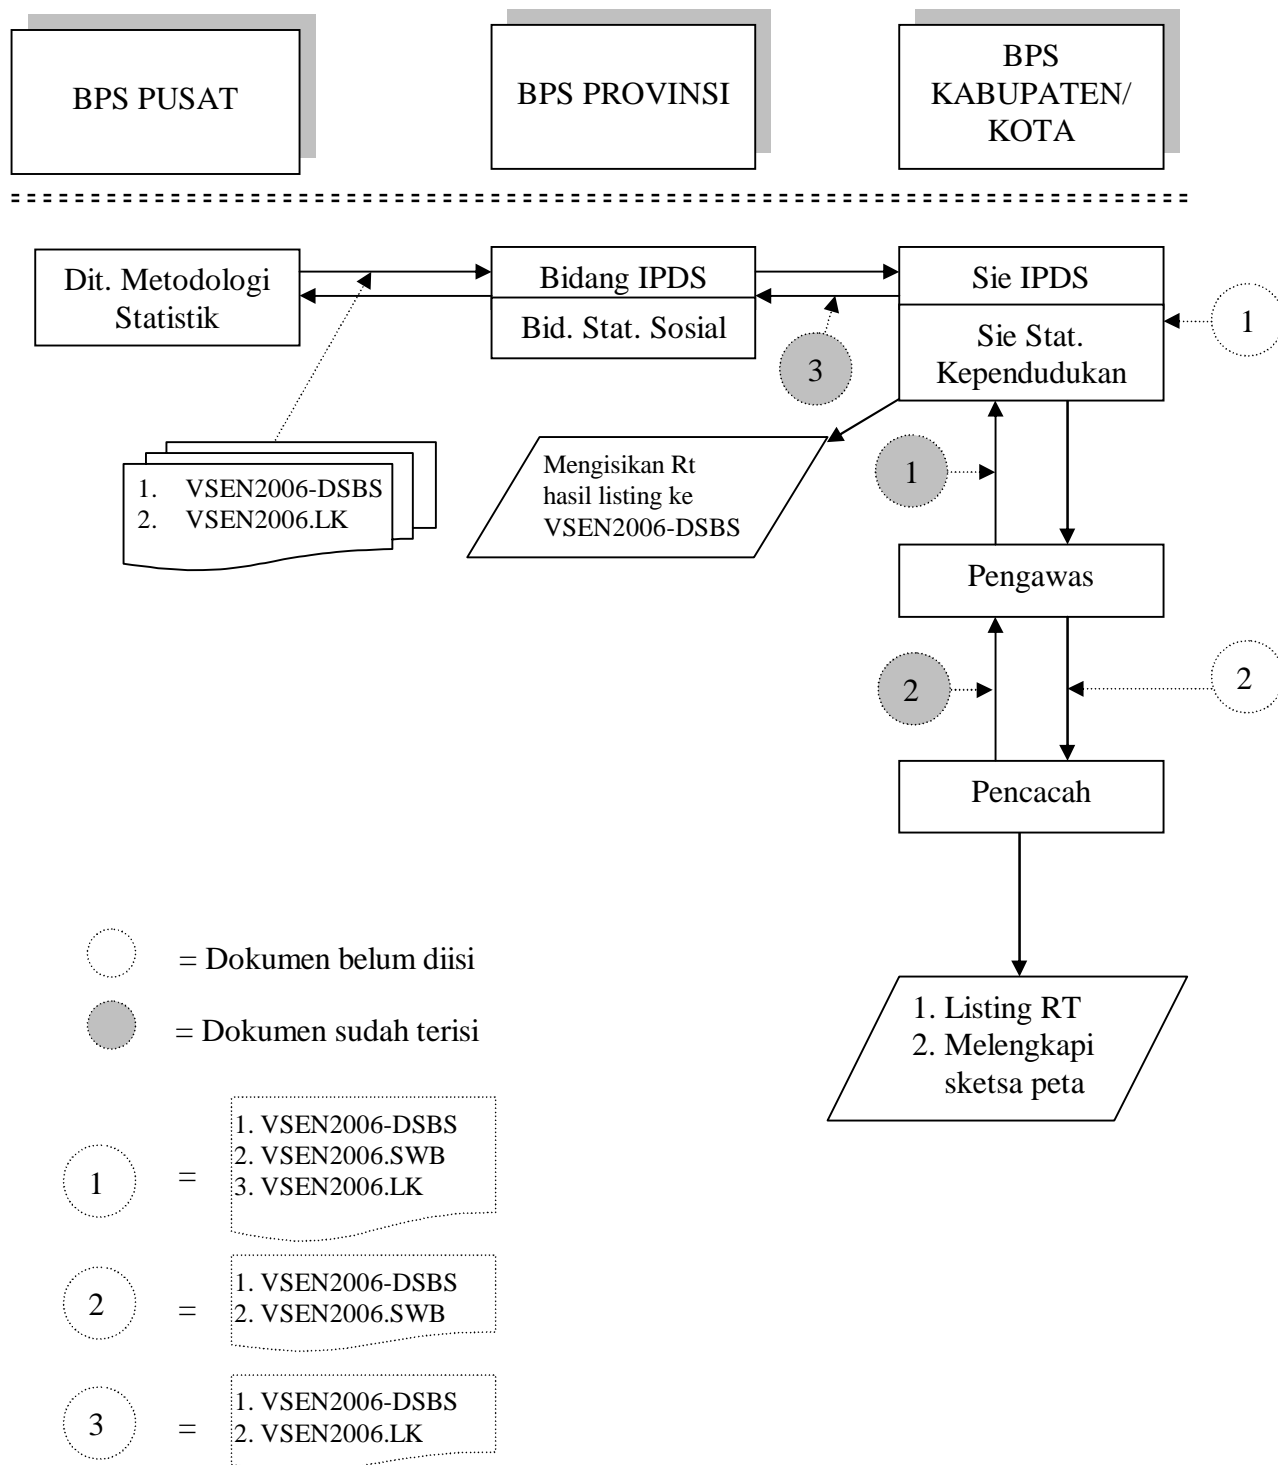 BPS PUSAT
BPS PROVINSI
BPS
KABUPATEN/
KOTA
Dit. Metodologi
Statistik
Bidang IPDS
Bid. Stat. Sosial
Sie IPDS
Sie Stat.
Kependudukan
1
3
1. VSEN2006-DSBS
2. VSEN2006.LK
Mengisikan Rt
hasil listing ke
VSEN2006-DSBS
1
Pengawas
2
2
Pencacah
= Dokumen belum diisi
= Dokumen sudah terisi
1. Listing RT
2. Melengkapi
sketsa peta
1 =
1. VSEN2006-DSBS
2. VSEN2006.SWB
3. VSEN2006.LK
2 =
1. VSEN2006-DSBS
2. VSEN2006.SWB
3 =
1. VSEN2006-DSBS
2. VSEN2006.LK